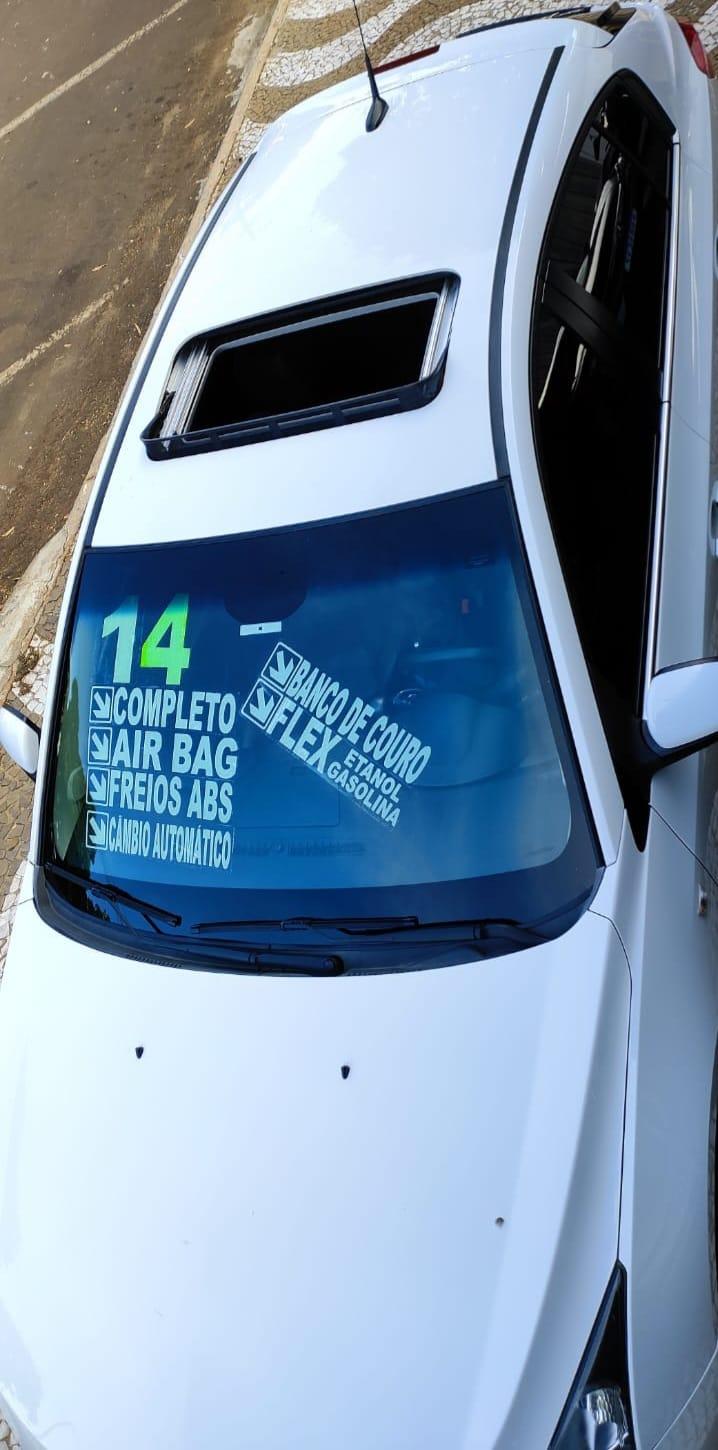 14
COMPLETO
AIR BAG
FREIOS ABS
CÂMBIO AUTOMÁTICO
BANCO DE COURO
FLEX ETANOL
GASOLINA